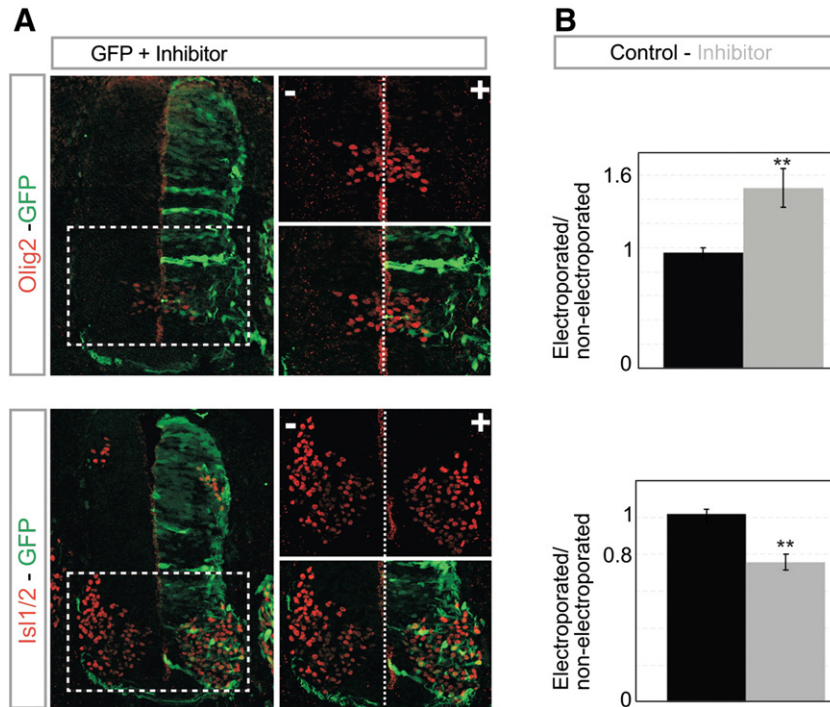 A
GFP + Inhibitor
Olig2 -GFP
-
+
Isl1/2 - GFP
-
+
B
Control - Inhibitor
Electroporated/
non-electroporated
1.6
1
0
**
Electroporated/
non-electroporated
1
0.8
0
**